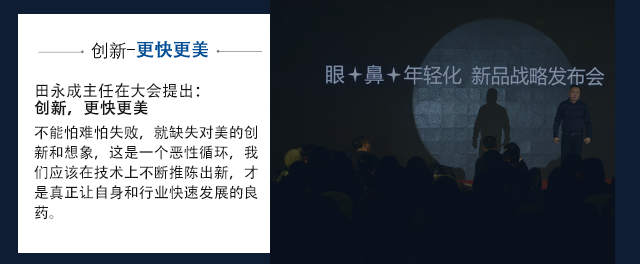 创新-更快更美
田永成主任在大会提出：
创新，更快更美
不能怕难怕失败，就缺失对美的创
新和想象，这是一个恶性循环，我
们应该在技术上不断推陈出新，才
是真正让自身和行业快速发展的良
药。
眼✦鼻✦年轻化 新品战略发布会